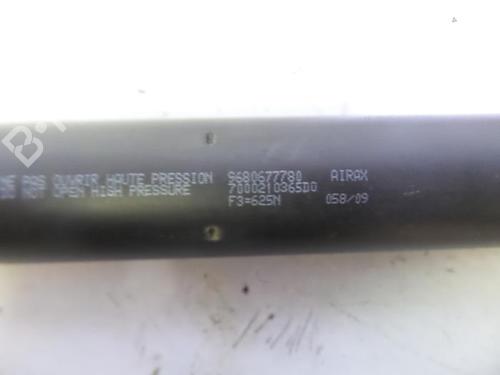 NE PAS OUVRIR HAUTE PRESSION 9680677780 AIRAX
DO NOT OPEN HIGH PRESSURE 7000210365D0
F3=625N 058/09